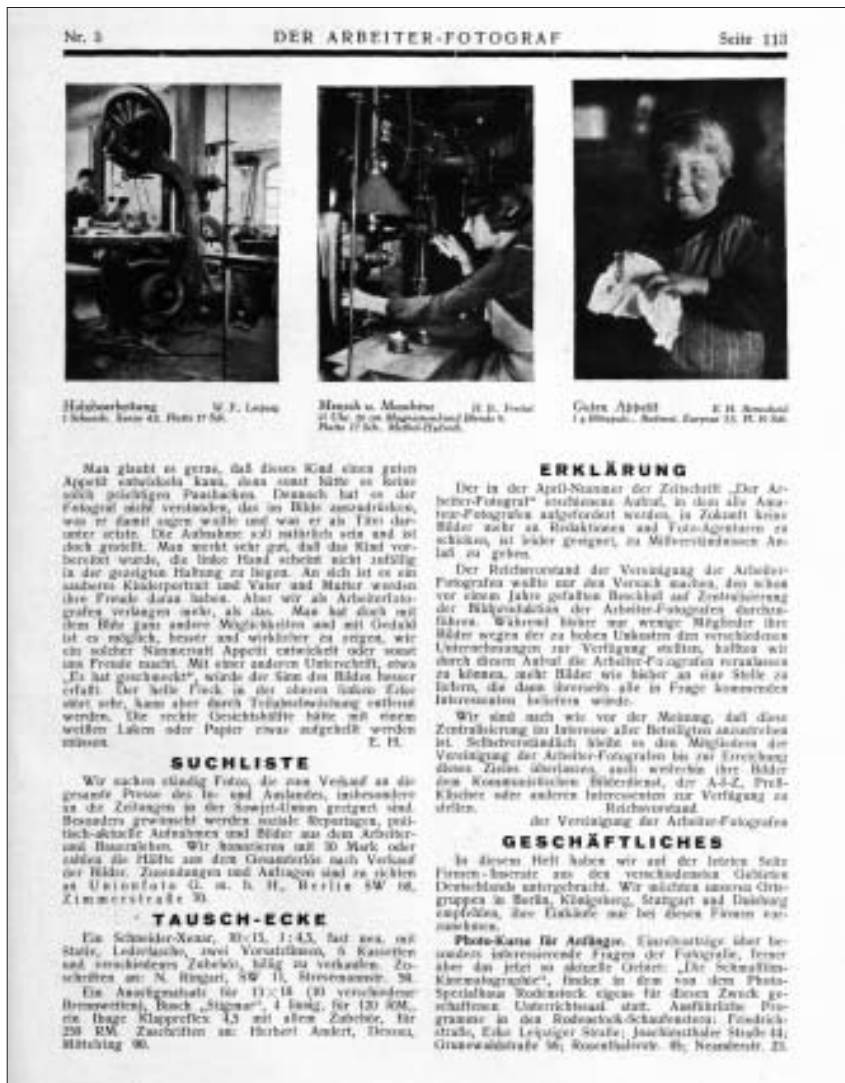 Nr. 5
DER ARBEITER-FOTOGRAF
Seite 113
Holzbearbeitung W. F., Leipzig
Mensch u. Maschine
Guten Appetit E. H.
Man glaubt es gerne, daß dieses Kind einen guten
Appetit entwickeln kann, denn sonst hätte es keine
solch prächtigen Pausbacken. Dennoch hat es der
Fotograf nicht verstanden, das im Bilde auszudrücken,
was er damit sagen wollte und was er als Titel dar-
unter setzte. Die Aufnahme soll natürlich sein und ist
doch gestellt. Man merkt sehr gut, daß das Kind vor-
bereitet wurde, die linke Hand scheint nicht zufällig
in der gezeigten Haltung zu liegen. An sich ist es ein
sauberes Kinderportrait und Vater und Mutter werden
ihre Freude daran haben. Aber wir als Arbeiterfoto-
grafen verlangen mehr, als das. Man hat doch mit
dem Blitz ganz andere Möglichkeiten und mit Geduld
ist es möglich, besser und wirklicher zu zeigen, wie
ein solcher Nimmersatt Appetit entwickelt oder sonst
uns Freude macht. Mit einer anderen Unterschrift, etwa
„Es hat geschmeckt“, würde der Sinn des Bildes besser
erfaßt. Der helle Fleck in der oberen linken Ecke
stört sehr, kann aber durch Teilabschwächung entfernt
werden. Die rechte Gesichtshälfte hätte mit einem
weißen Laken oder Papier etwas aufgehellt werden
müssen. E. H.
SUCHLISTE
Wir suchen ständig Fotos, die zum Verkauf an die
gesamte Presse des In- und Auslandes, insbesondere
an die Zeitungen in der Sowjet-Union geeignet sind.
Besonders gewünscht werden soziale Reportagen, poli-
tisch-aktuelle Aufnahmen und Bilder aus dem Arbeiter-
und Bauernleben. Wir honorieren mit 10 Mark oder
zahlen die Hälfte aus dem Gesamterlös nach Verkauf
der Bilder. Zusendungen und Anfragen sind zu richten
an Unionfoto G. m. b. H., Berlin SW 68,
Zimmerstraße 70.
TAUSCH-ECKE
Ein Schneider-Xenar, 10×15, 1:4,5, fast neu, mit
Stativ, Ledertasche, zwei Vorsatzlinsen, 6 Kassetten
und verschiedenes Zubehör, billig zu verkaufen. Zu-
schriften an: N. Ringart, SW 11, Stresemannstr.
Ein Ansatzsatz für 13×18 (10 verschiedene
Brennweiten), Busch „Stigmar“, 4 linsig, für 120 RM.,
ein Ihage Klappreflex 4,5 mit allem Zubehör, für
250 RM. Zuschriften an: Herbert Andert, Dessau,
90.
ERKLÄRUNG
Der in der April-Nummer der Zeitschrift „Der Ar-
beiter-Fotograf“ erschienene Aufruf, in dem alle Ama-
teur-Fotografen aufgefordert werden, in Zukunft keine
Bilder mehr an Redaktionen und Foto-Agenturen zu
schicken, ist leider geeignet, zu Mißverständnissen An-
laß zu geben.
Der Reichsvorstand der Vereinigung der Arbeiter-
Fotografen wollte nur den Versuch machen, den schon
vor einem Jahre gefaßten Beschluß auf Zentralisierung
der Bildproduktion der Arbeiter-Fotografen durchzu-
führen. Während bisher nur wenige Mitglieder ihre
Bilder wegen der zu hohen Unkosten den verschiedenen
Unternehmungen zur Verfügung stellten, hofften wir
durch diesen Aufruf die Arbeiter-Fotografen veranlassen
zu können, mehr Bilder wie bisher an eine Stelle zu
liefern, die dann ihrerseits alle in Frage kommenden
Interessenten beliefern würde.
Wir sind nach wie vor der Meinung, daß diese
Zentralisierung im Interesse aller Beteiligten anzustreben
ist. Selbstverständlich bleibt es den Mitgliedern der
Vereinigung der Arbeiter-Fotografen bis zur Erreichung
dieses Zieles überlassen, auch weiterhin ihre Bilder
dem Kommunistischen Bilderdienst, der A-I-Z, Preß-
Klischee oder anderen Interessenten zur Verfügung zu
stellen. Reichsvorstand
der Vereinigung der Arbeiter-Fotografen
GESCHÄFTLICHES
In diesem Heft haben wir auf der letzten Seite
Firmen-Inserate aus den verschiedensten Gebieten
Deutschlands untergebracht. Wir möchten unseren Orts-
gruppen in Berlin, Königsberg, Stuttgart und Duisburg
empfehlen, ihre Einkäufe nur bei diesen Firmen vor-
zunehmen.
Photo-Kurse für Anfänger. Einzelvorträge über be-
sonders interessierende Fragen der Fotografie, ferner
über das jetzt so aktuelle Gebiet: „Die Schmalfilm-
Kinematographie“, finden in dem von dem Photo-
Spezialhaus Rodenstock eigens für diesen Zweck ge-
schaffenen Unterrichtssaal statt. Ausführliche Pro-
gramme in den Rodenstock-Schaufenstern: Friedrich-
straße, Ecke Leipziger Straße; Joachimsthaler Straße 44;
Grunewaldstraße 56; Rosenthalerstr. 45; Neanderstr. 23.